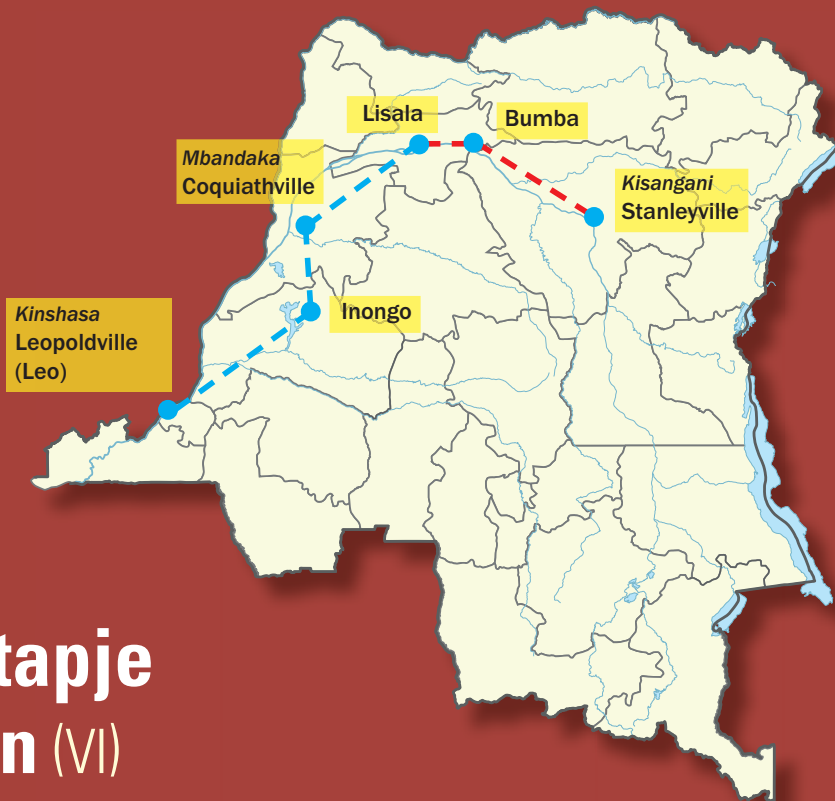 Lisala
Bumba
Mbandaka
Coquiathville
Kisangani
Stanleyville
Inongo
Kinshasa
Leopoldville
(Leo)
tapje
n (VI)